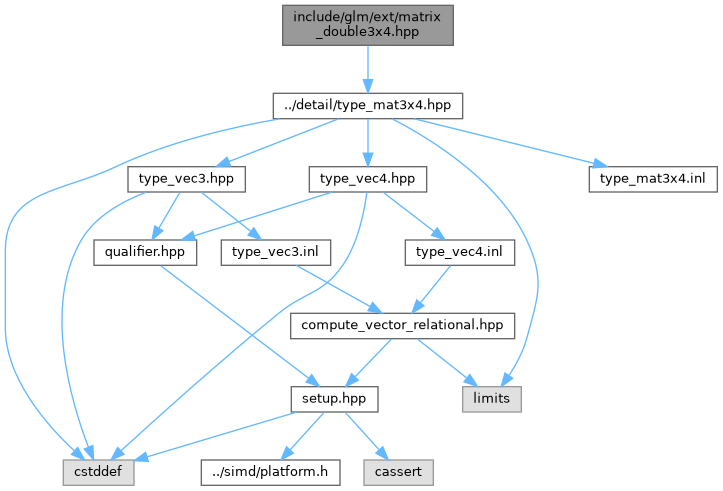 include/glm/ext/matrix
_double3x4.hpp
../detail/type_mat3x4.hpp
type_vec3.hpp
type_vec4.hpp
type_mat3x4.inl
qualifier.hpp
type_vec3.inl
type_vec4.inl
compute_vector_relational.hpp
setup.hpp
limits
cstddef
../simd/platform.h
cassert